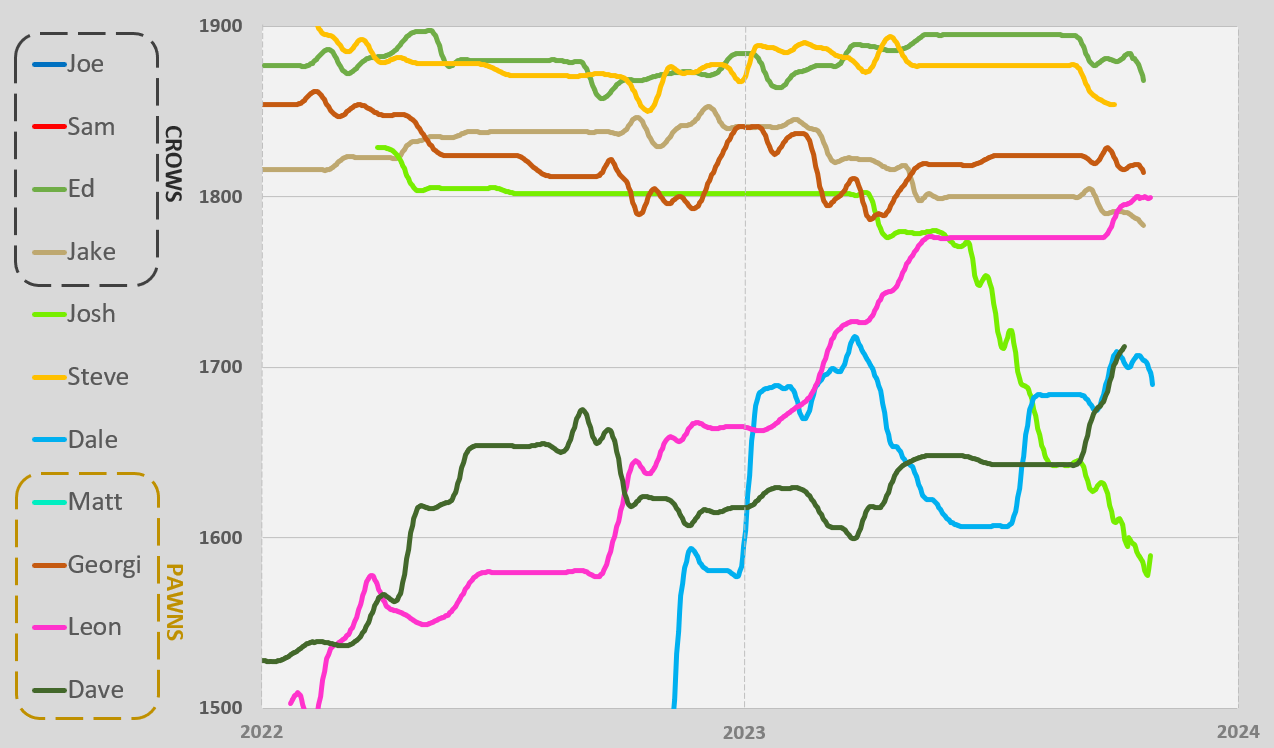 1900
1800
1700
1600
1500
2022
2023
2024
Joe
Sam
Ed
Jake
CROWS
Josh
Steve
Dale
Matt
Georgi
Leon
Dave
PAWNS